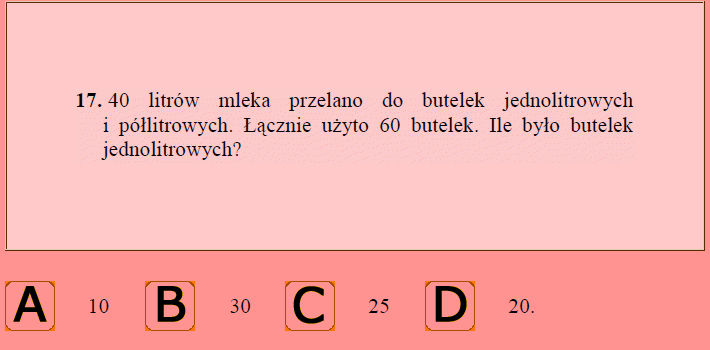 17. 40 litrów mleka przelano do butelek jednolitrowych
i półlitrowych. Łącznie użyto 60 butelek. Ile było butelek
jednolitrowych?
A 10 B 30 C 25 D 20.